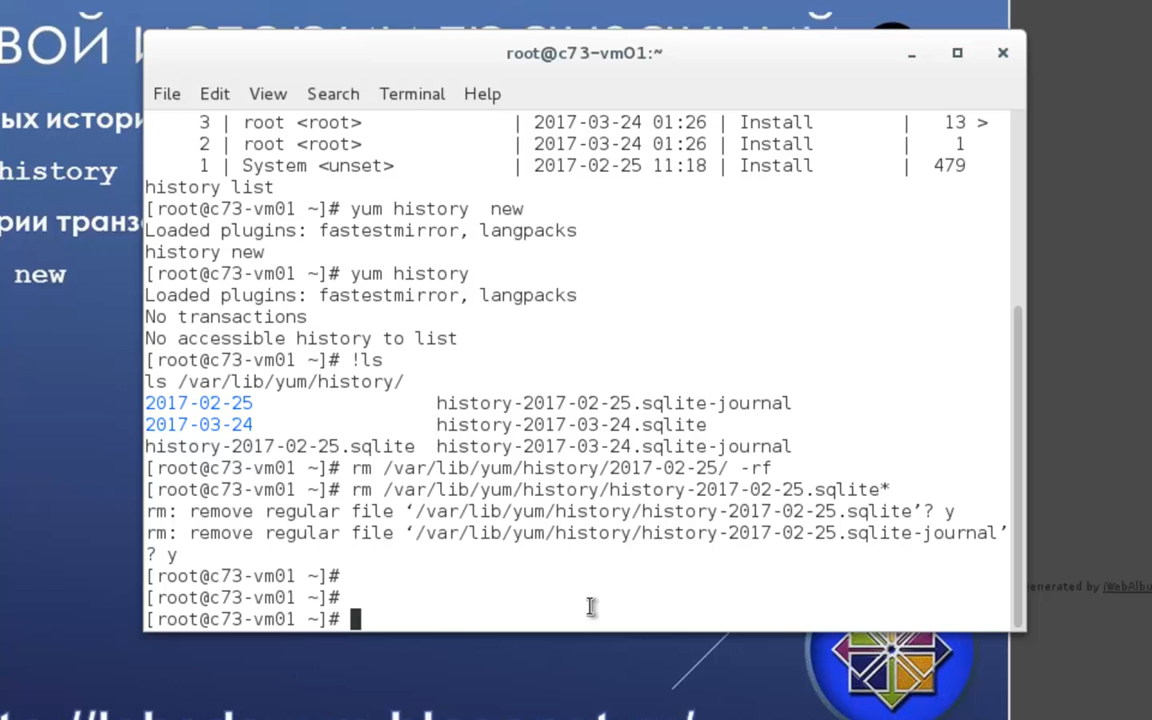 root@c73-vm01:~
File Edit View Search Terminal Help
ых истори
history
рии транз
new
3 | root <root> | 2017-03-24 01:26 | Install | 13 >
2 | root <root> | 2017-03-24 01:26 | Install | 1
1 | System <unset> | 2017-02-25 11:18 | Install | 479
history list
[root@c73-vm01 ~]# yum history  new
Loaded plugins: fastestmirror, langpacks
history new
[root@c73-vm01 ~]# yum history
Loaded plugins: fastestmirror, langpacks
No transactions
No accessible history to list
[root@c73-vm01 ~]# !ls
ls /var/lib/yum/history/
2017-02-25 history-2017-02-25.sqlite-journal
2017-03-24 history-2017-03-24.sqlite
history-2017-02-25.sqlite history-2017-03-24.sqlite-journal
[root@c73-vm01 ~]# rm /var/lib/yum/history/2017-02-25/ -rf
[root@c73-vm01 ~]# rm /var/lib/yum/history/history-2017-02-25.sqlite*
rm: remove regular file ‘/var/lib/yum/history/history-2017-02-25.sqlite’? y
rm: remove regular file ‘/var/lib/yum/history/history-2017-02-25.sqlite-journal’
? y
[root@c73-vm01 ~]#
[root@c73-vm01 ~]#
[root@c73-vm01 ~]#
enerated by iWebAlbu